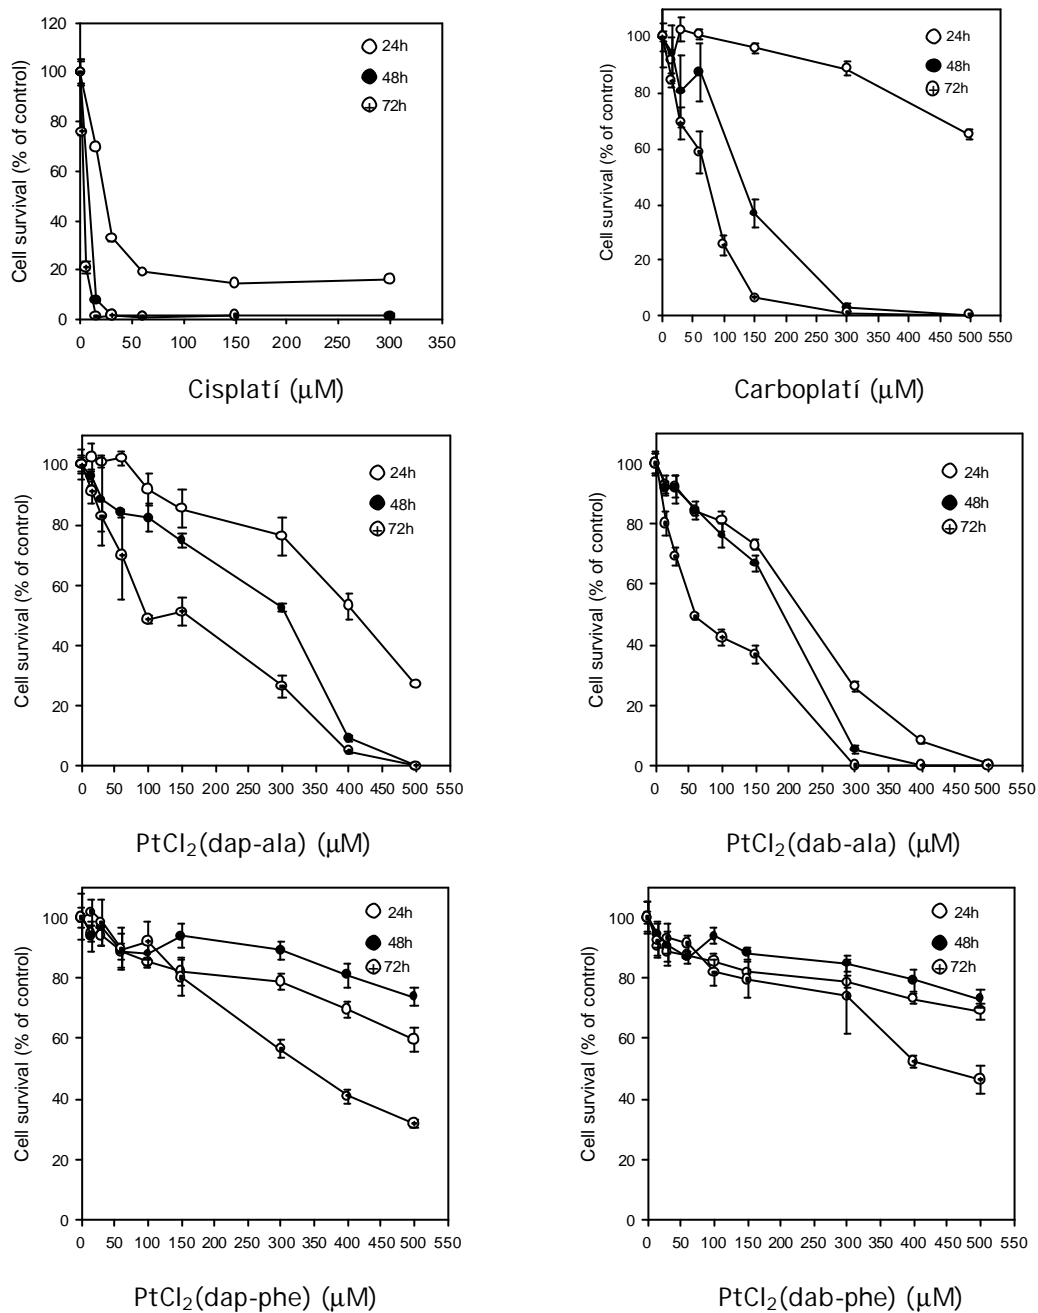 Cell survival (% of control)
120
100
80
60
40
20
0
24h
48h
72h
0 50 100 150 200 250 300 350
Cisplatí (µM)
Cell survival (% of control)
100
80
60
40
20
0
24h
48h
72h
0 50 100 150 200 250 300 350 400 450 500 550
Carboplatí (µM)
Cell survival (% of control)
100
80
60
40
20
0
24h
48h
72h
0 50 100 150 200 250 300 350 400 450 500 550
PtCl₂(dap-ala) (µM)
Cell survival (% of control)
100
80
60
40
20
0
24h
48h
72h
0 50 100 150 200 250 300 350 400 450 500 550
PtCl₂(dab-ala) (µM)
Cell survival (% of control)
100
80
60
40
20
0
24h
48h
72h
0 50 100 150 200 250 300 350 400 450 500 550
PtCl₂(dap-phe) (µM)
Cell survival (% of control)
100
80
60
40
20
0
24h
48h
72h
0 50 100 150 200 250 300 350 400 450 500 550
PtCl₂(dab-phe) (µM)